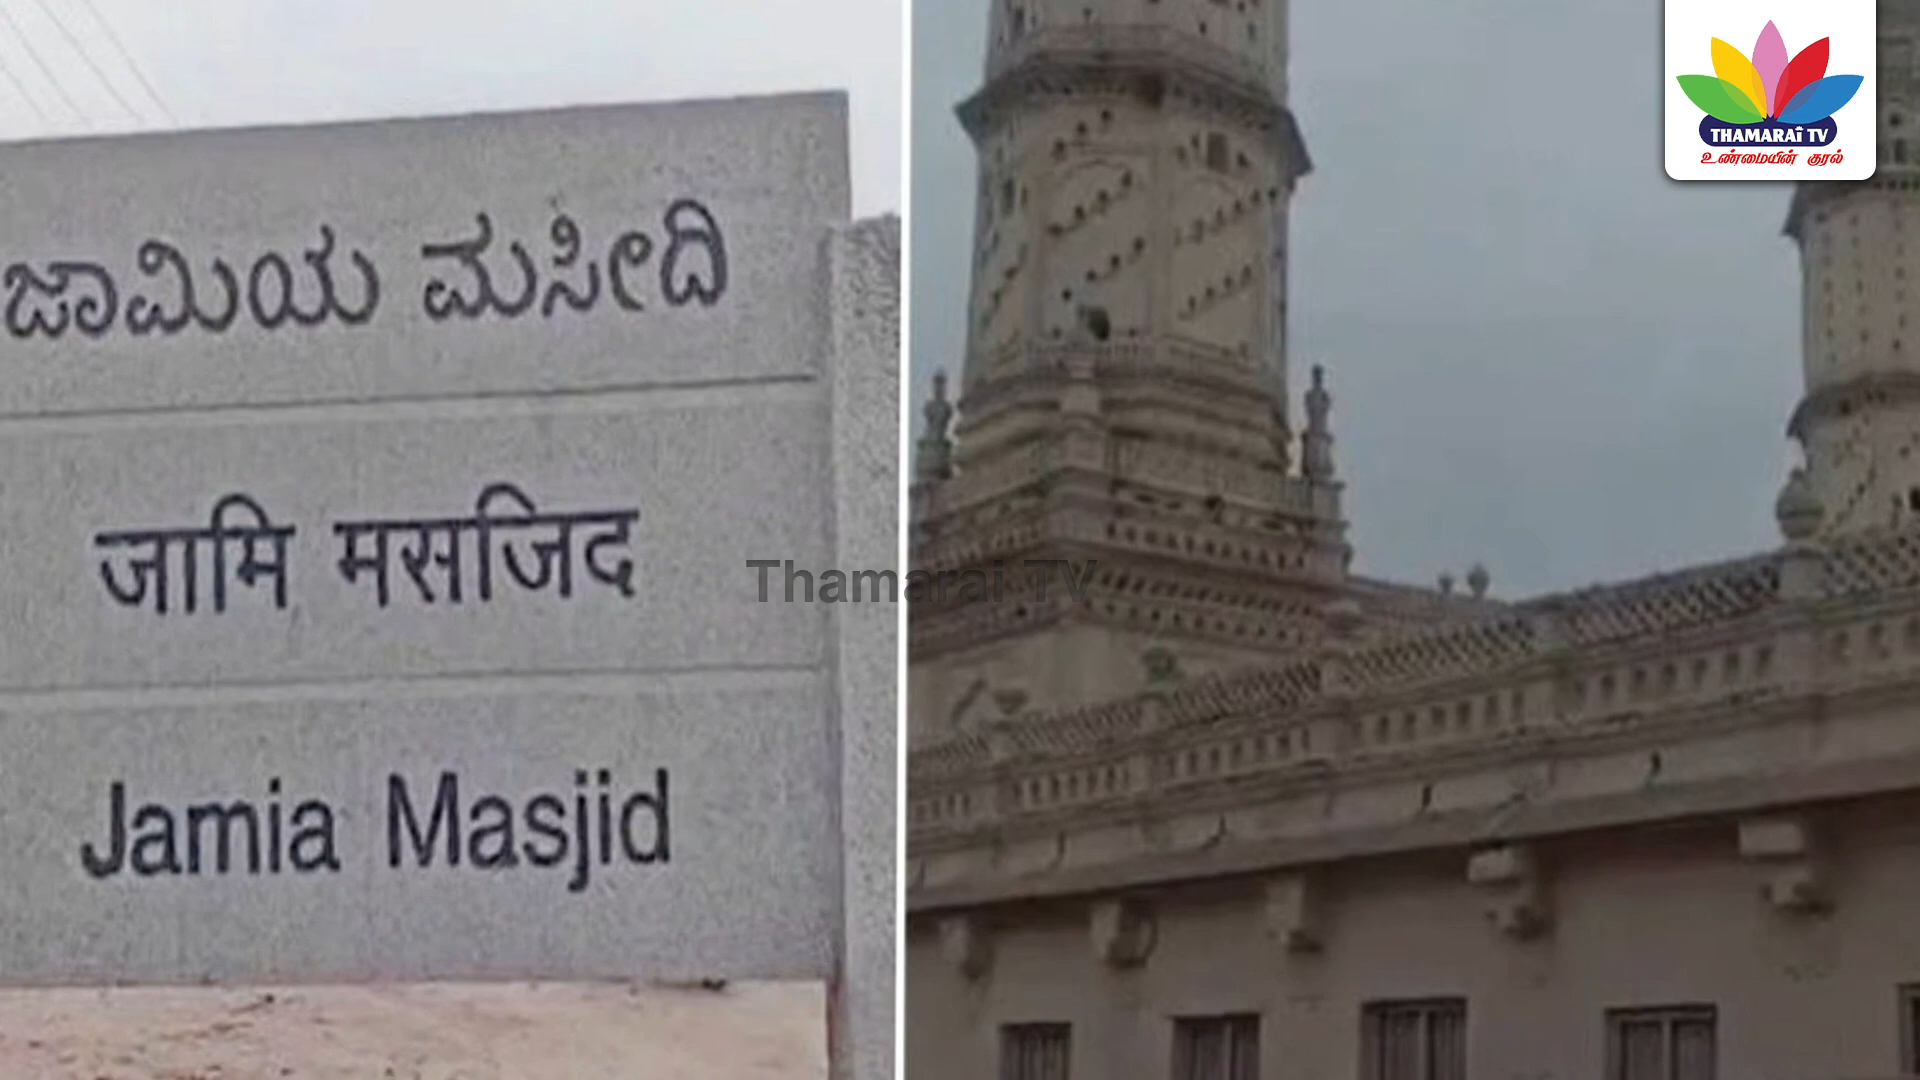 ಜಾಮಿಯ ಮಸೀದಿ
जामि मसजिद
Jamia Masjid
THAMARAI TV
உண்மையின் குரல்
Thamarai TV